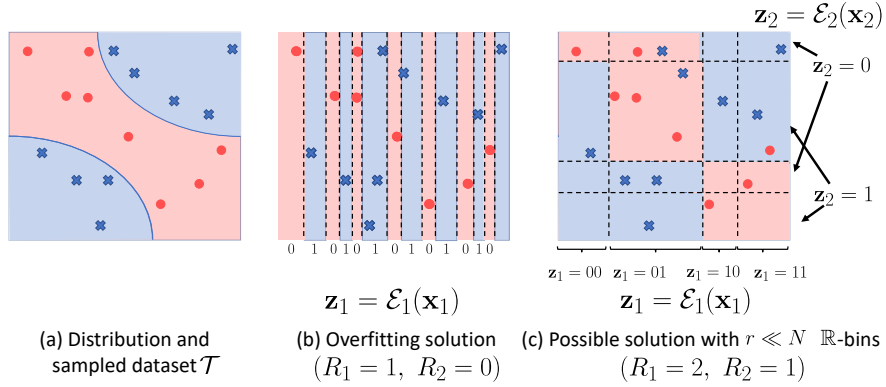 𝐳₂ = ℰ₂(𝐱₂)
𝐳₂ = 0
𝐳₂ = 1
0 1 0 1 0 1 0 1 0 1 0 1 0
𝐳₁ = 00 𝐳₁ = 01 𝐳₁ = 10 𝐳₁ = 11
𝐳₁ = ℰ₁(𝐱₁)
𝐳₁ = ℰ₁(𝐱₁)
(a) Distribution and
sampled dataset 𝒯
(b) Overfitting solution
(R₁ = 1, R₂ = 0)
(c) Possible solution with r ≪ N ℝ-bins
(R₁ = 2, R₂ = 1)